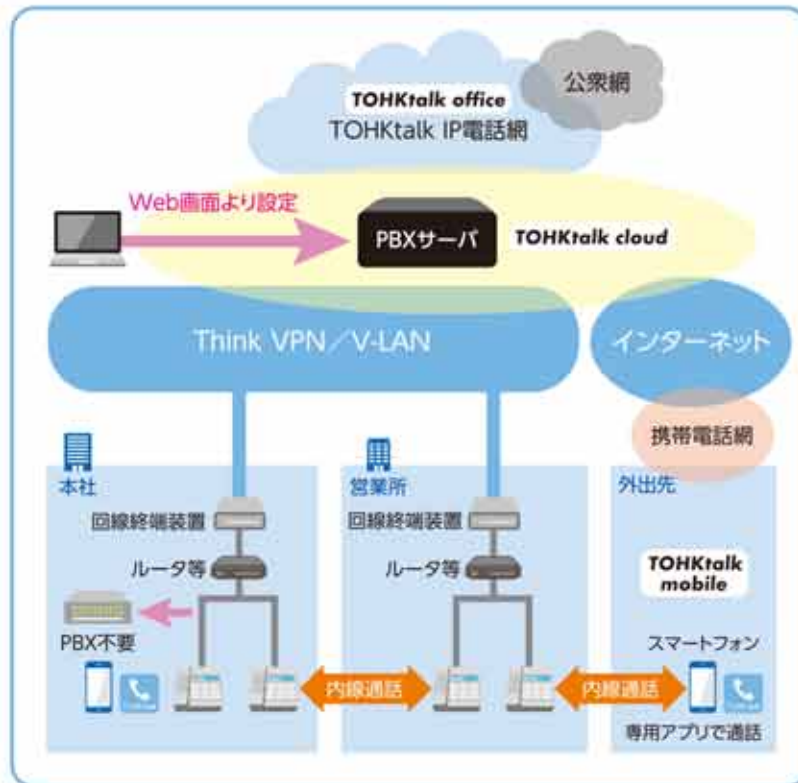 公衆網
TOHKtalk office
TOHKtalk IP電話網
Web画面より設定
PBXサーバ
TOHKtalk cloud
Think VPN／V-LAN
インターネット
携帯電話網
本社
営業所
外出先
回線終端装置
回線終端装置
ルータ等
ルータ等
TOHKtalk
mobile
PBX不要
スマートフォン
内線通話
内線通話
専用アプリで通話